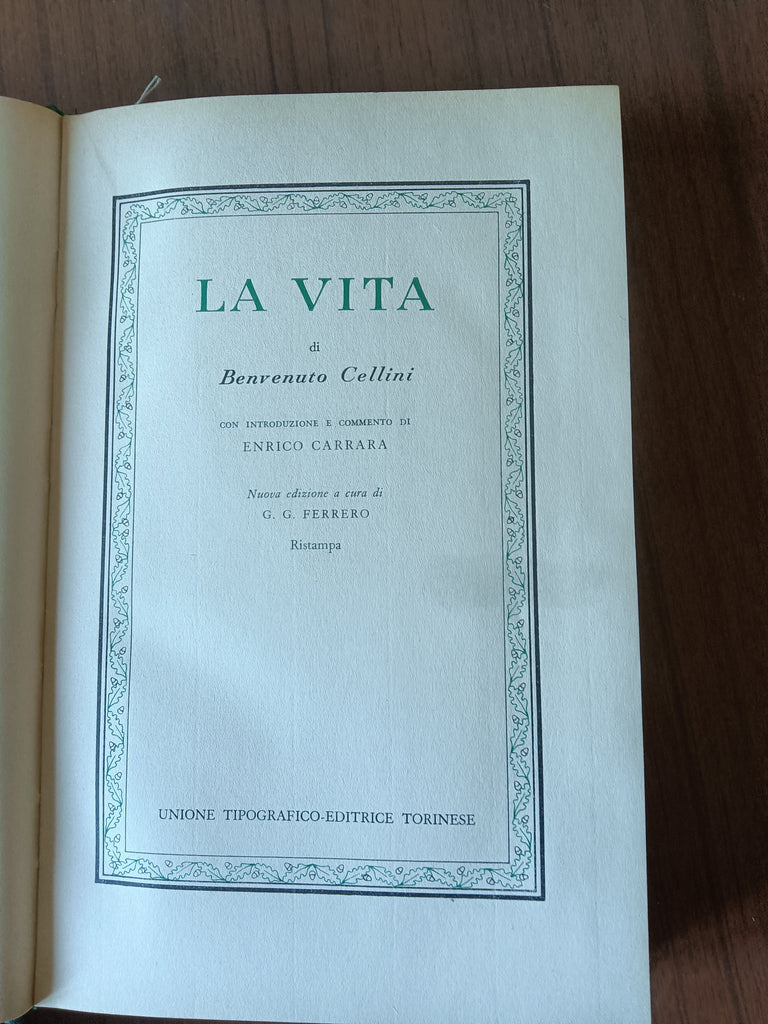 LA VITA
di
Benvenuto Cellini
CON INTRODUZIONE E COMMENTO DI
ENRICO CARRARA
Nuova edizione a cura di
G. G. FERRERO
Ristampa
UNIONE TIPOGRAFICO-EDITRICE TORINESE